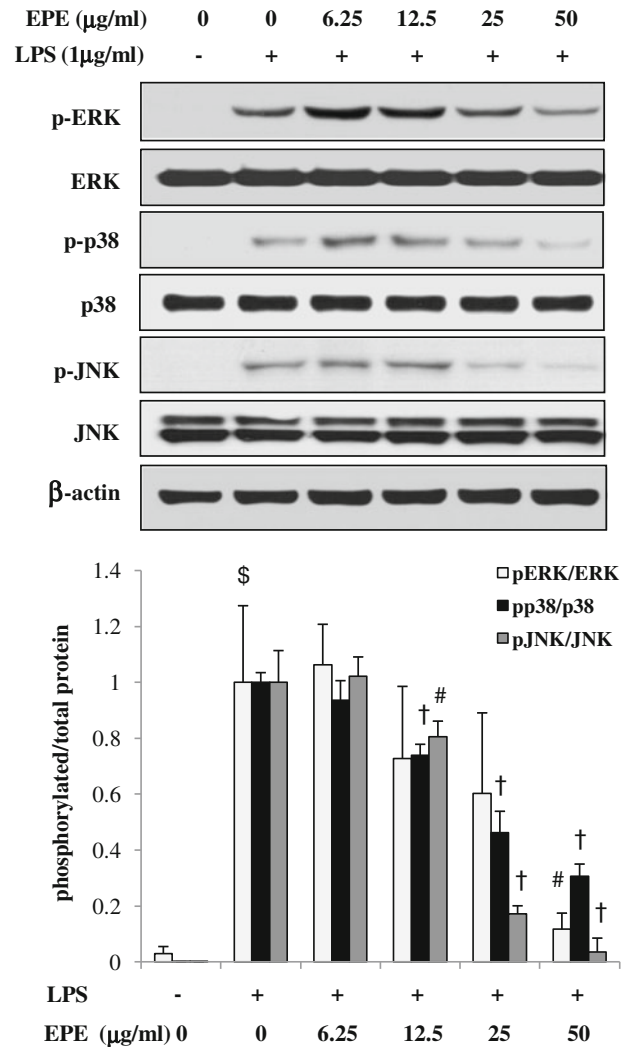 EPE (µg/ml) 0 0 6.25 12.5 25 50
LPS (1µg/ml) - + + + + +
p-ERK
ERK
p-p38
p38
p-JNK
JNK
β-actin
phosphorylated/total protein
1.4
1.2
1
0.8
0.6
0.4
0.2
0
pERK/ERK
pp38/p38
pJNK/JNK
$
† #
† †
# † †
LPS - + + + + +
EPE (µg/ml) 0 0 6.25 12.5 25 50